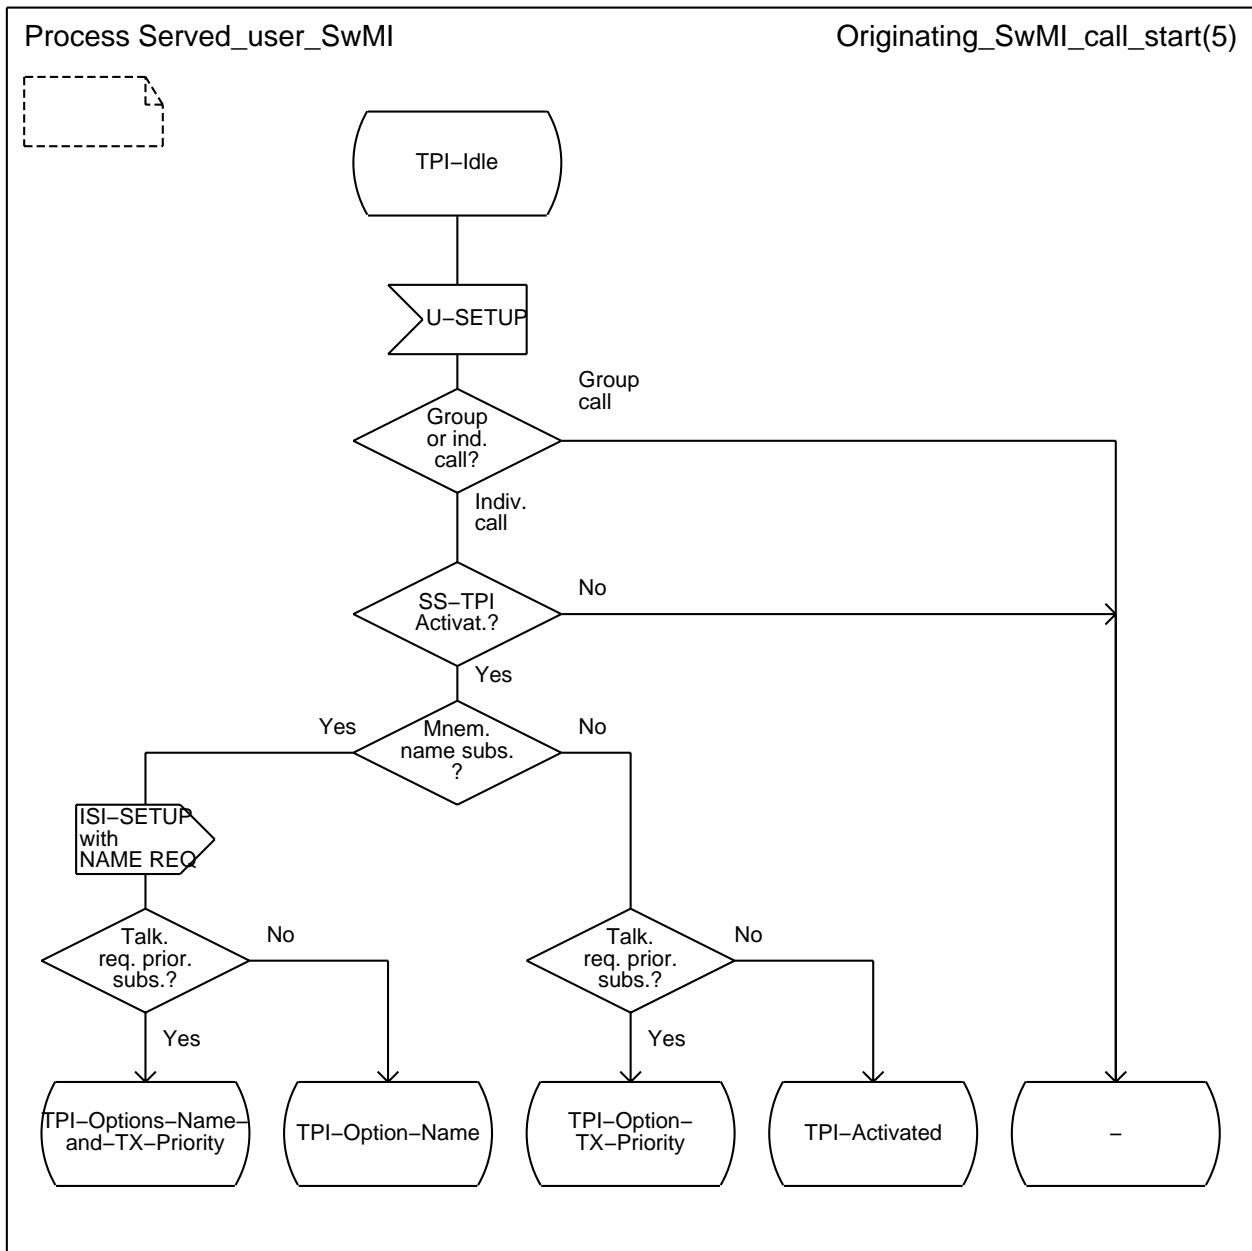 Process Served_user_SwMI
Originating_SwMI_call_start(5)
TPI−Idle
U−SETUP
Group
call
Group
or ind.
call?
Indiv.
call
SS−TPI
Activat.?
No
Yes
Yes
Mnem.
name subs.
?
No
ISI−SETUP
with
NAME REQ
Talk.
req. prior.
subs.?
No
Talk.
req. prior.
subs.?
No
Yes
Yes
TPI−Options−Name−
and−TX−Priority
TPI−Option−Name
TPI−Option−
TX−Priority
TPI−Activated
−